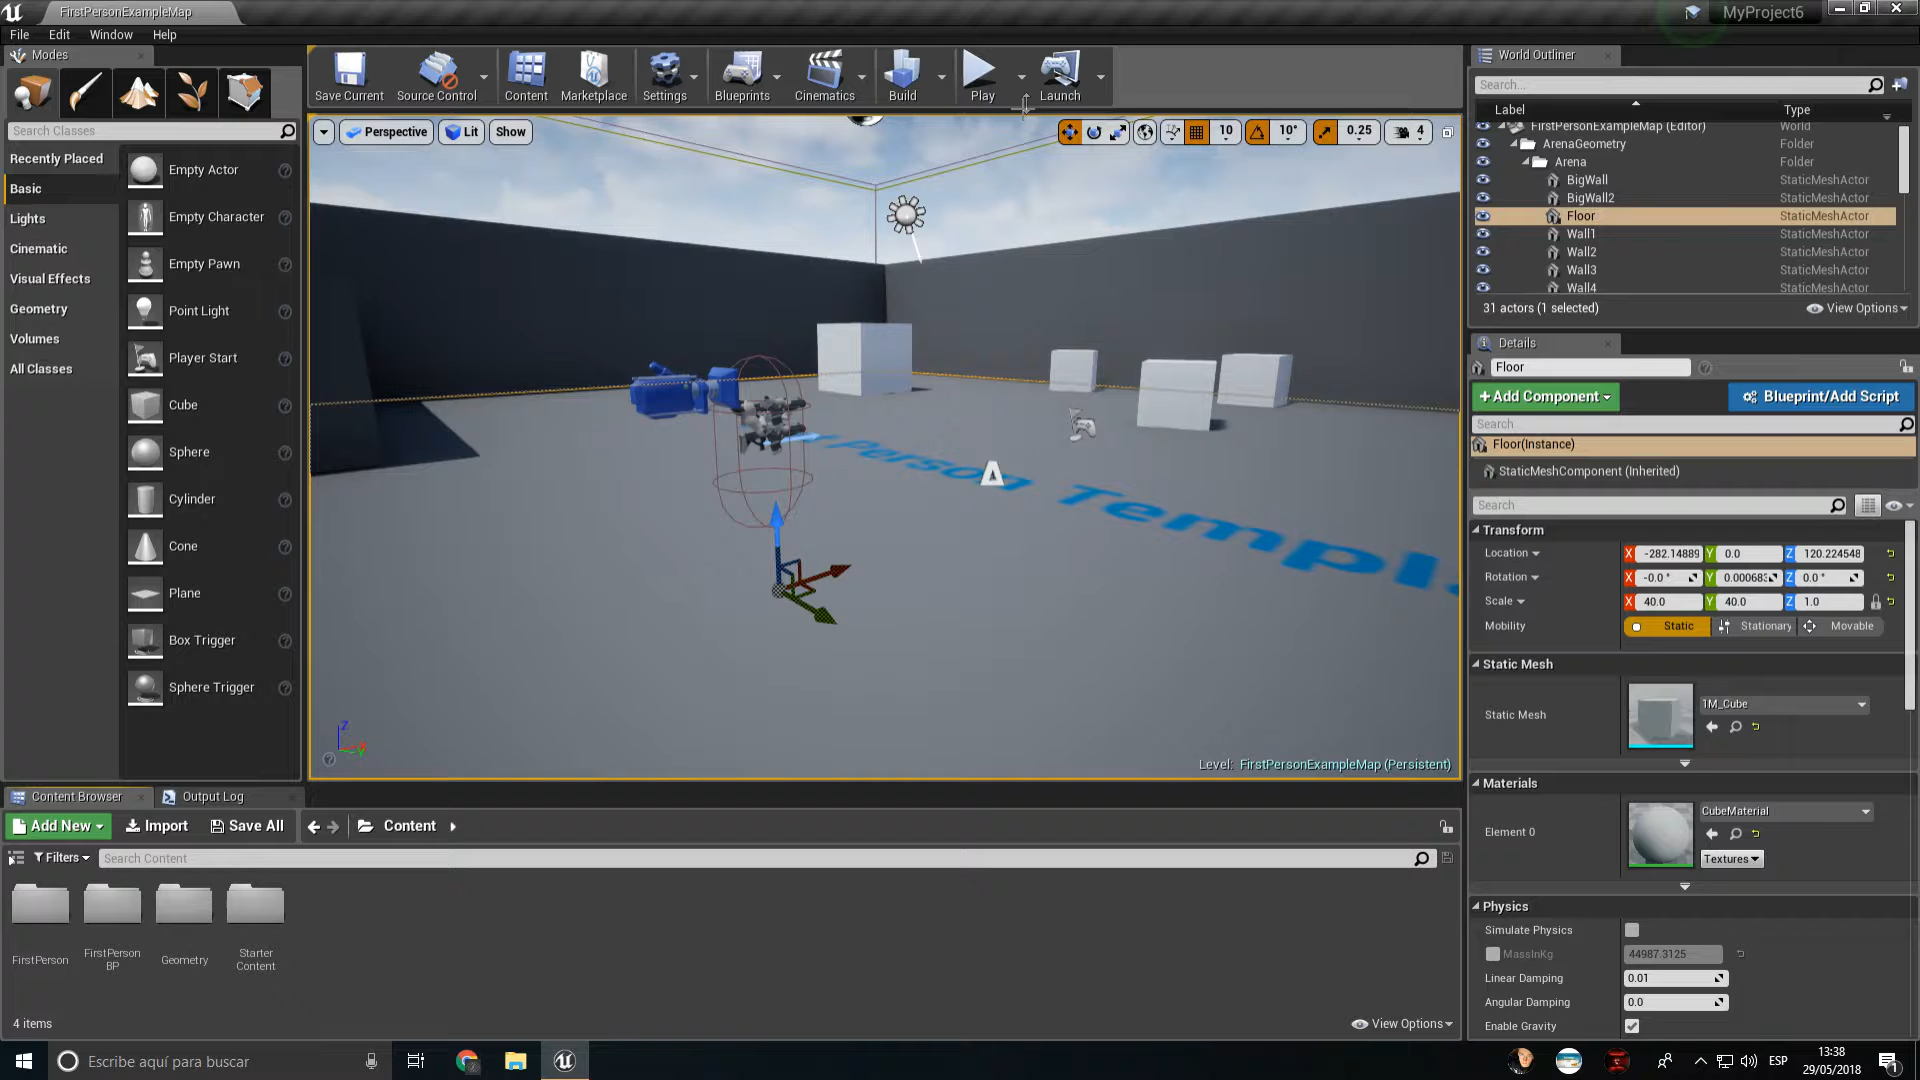 FirstPersonExampleMap
MyProject6
File Edit Window Help
Modes
Save Current
Source Control
Content
Marketplace
Settings
Blueprints
Cinematics
Build
Play
Launch
Search Classes
Recently Placed
Basic
Lights
Cinematic
Visual Effects
Geometry
Volumes
All Classes
Empty Actor
Empty Character
Empty Pawn
Point Light
Player Start
Cube
Sphere
Cylinder
Cone
Plane
Box Trigger
Sphere Trigger
Perspective
Lit
Show
10
10°
0.25
4
Person Templ
Z
Level: FirstPersonExampleMap (Persistent)
World Outliner
Search...
Label Type
FirstPersonExampleMap (Editor) World
ArenaGeometry Folder
Arena Folder
BigWall StaticMeshActor
BigWall2 StaticMeshActor
Floor StaticMeshActor
Wall1 StaticMeshActor
Wall2 StaticMeshActor
Wall3 StaticMeshActor
Wall4 StaticMeshActor
31 actors (1 selected) View Options
Details
Floor
+Add Component
Blueprint/Add Script
Search
Floor(Instance)
StaticMeshComponent (Inherited)
Search
Transform
Location X -282.14889 Y 0.0 Z 120.224548
Rotation X -0.0 ° Y 0.000683 Z 0.0 °
Scale X 40.0 Y 40.0 Z 1.0
Mobility Static Stationary Movable
Static Mesh
Static Mesh
1M_Cube
Materials
Element 0
CubeMaterial
Textures
Physics
Simulate Physics
MassInKg 44987.3125
Linear Damping 0.01
Angular Damping 0.0
Enable Gravity
Content Browser
Output Log
Add New Import Save All Content
Filters Search Content
FirstPerson
FirstPerson
BP
Geometry
Starter
Content
4 items
View Options
Escribe aquí para buscar
ESP
13:38
29/05/2018
1